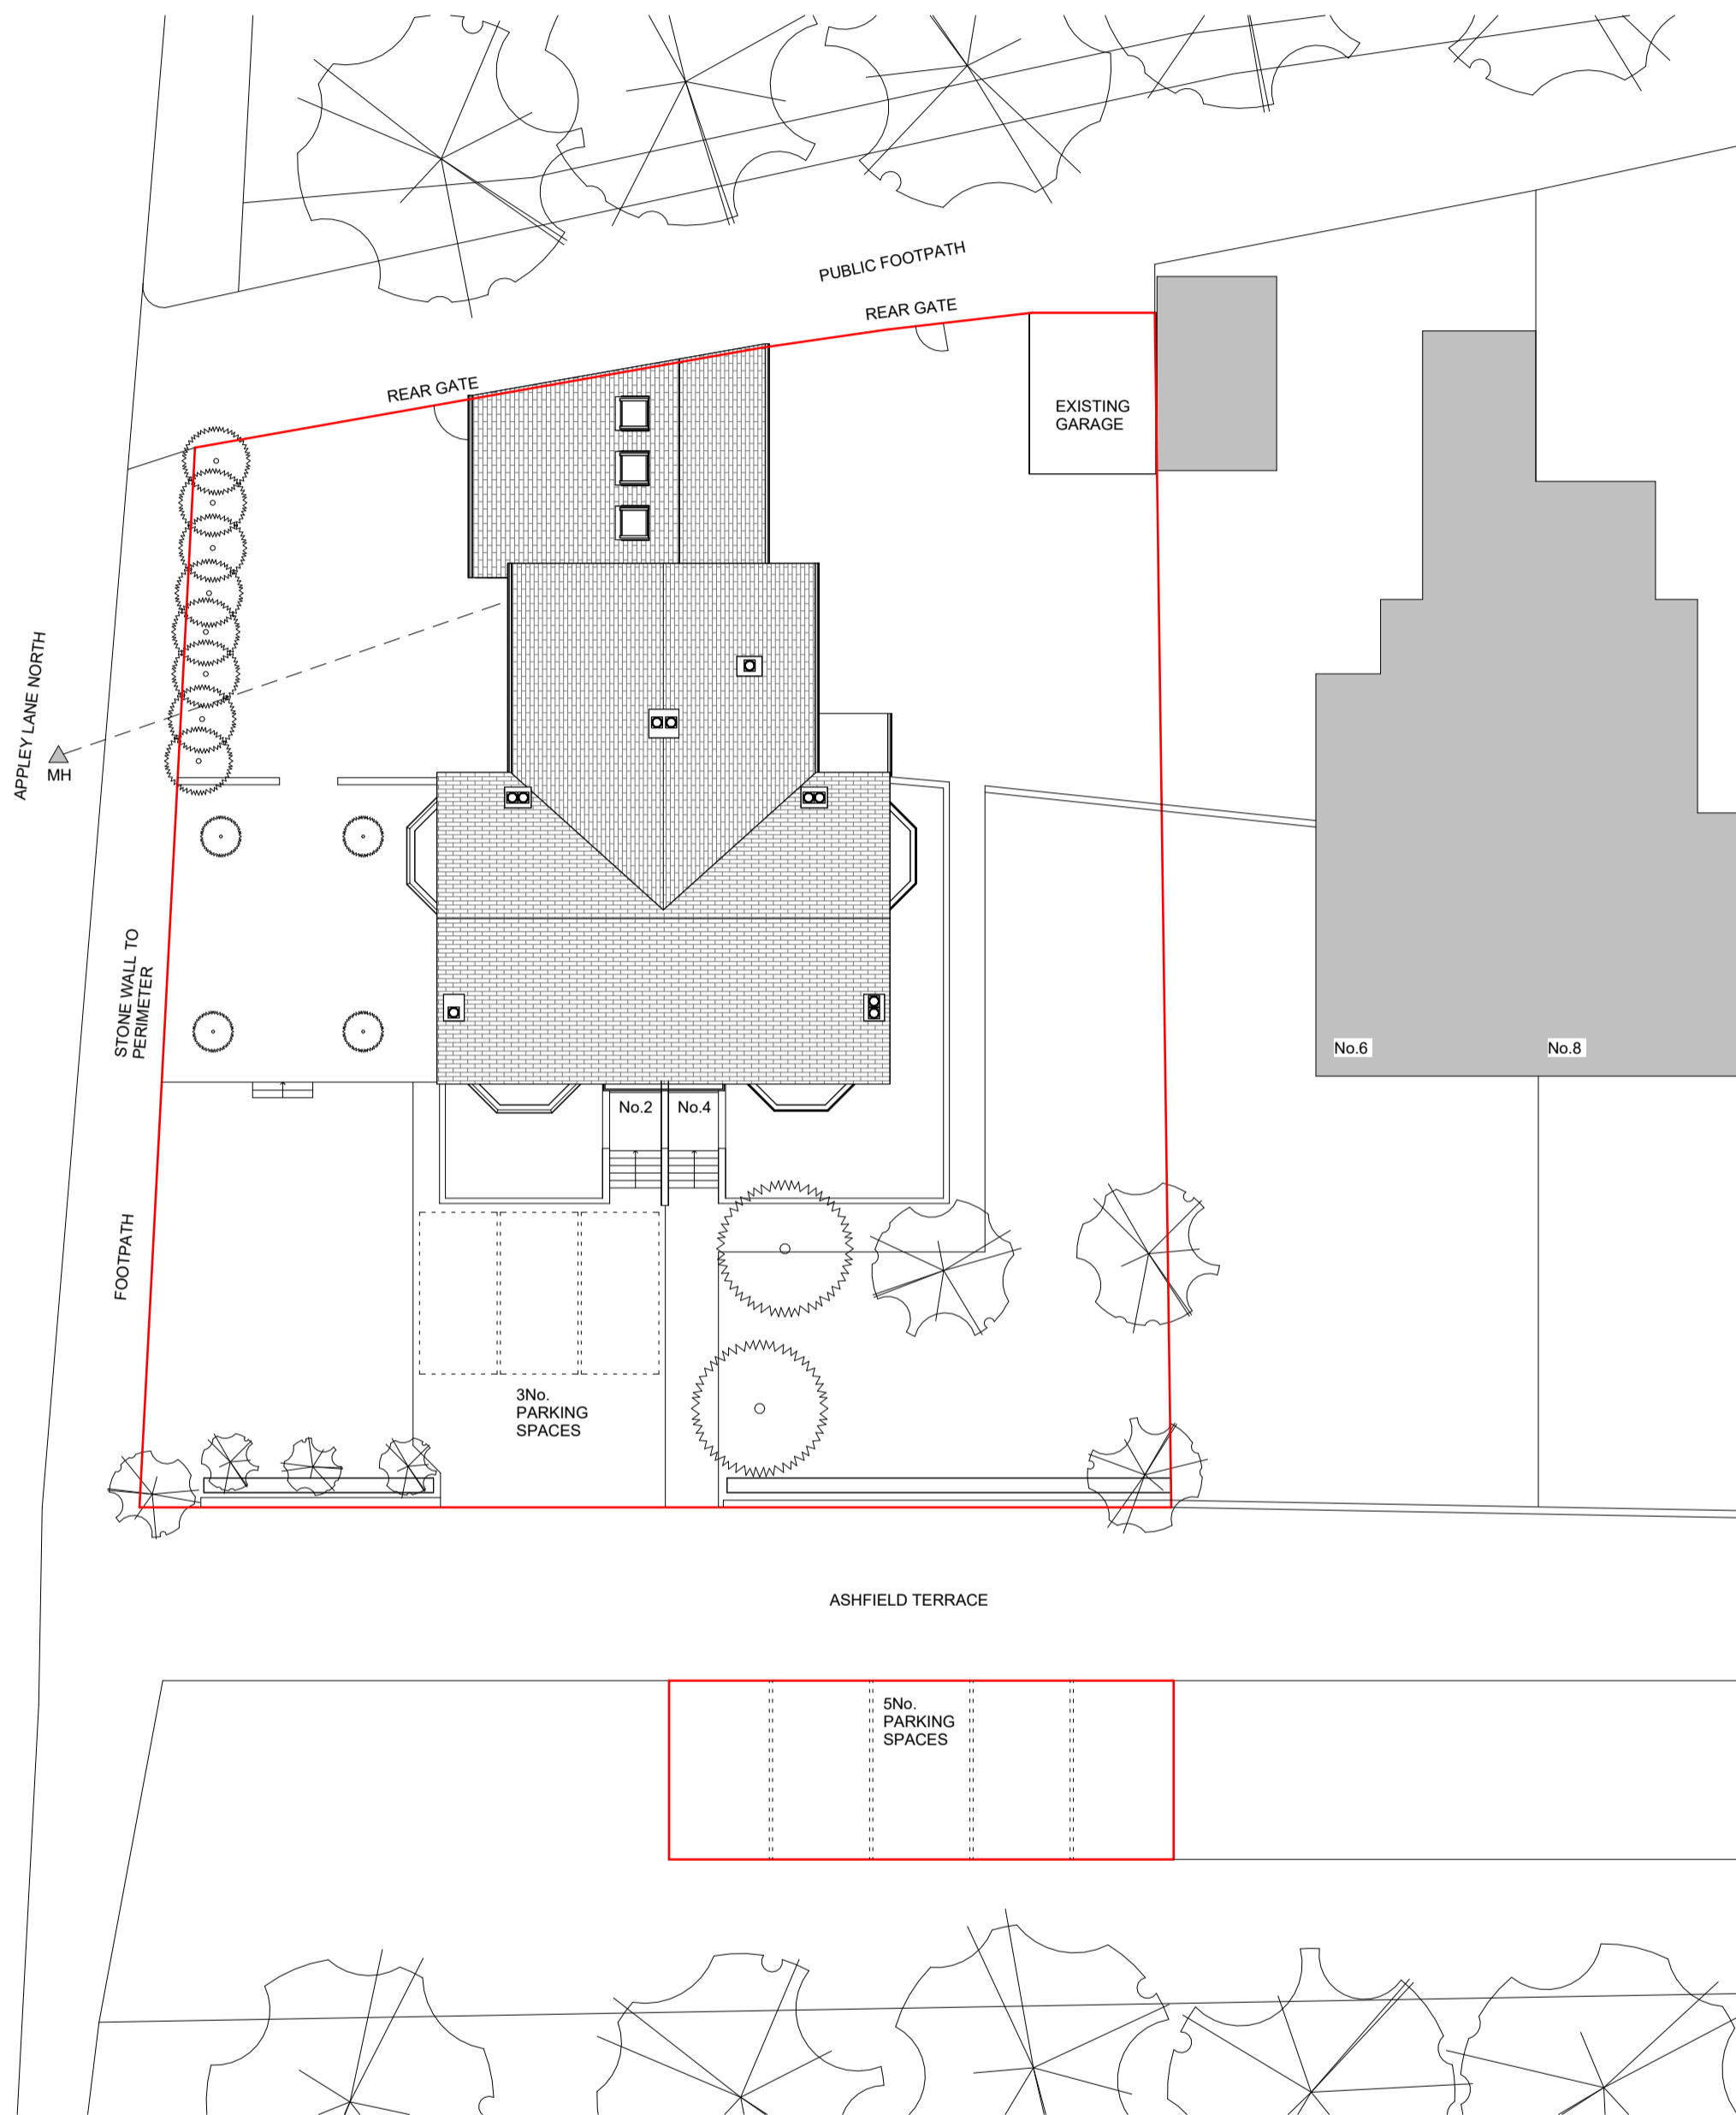 PUBLIC FOOTPATH
REAR GATE
REAR GATE
EXISTING
GARAGE
APPLEY LANE NORTH
MH
STONE WALL TO
PERIMETER
No.6
No.8
No.2
No.4
FOOTPATH
3No.
PARKING
SPACES
ASHFIELD TERRACE
5No.
PARKING
SPACES